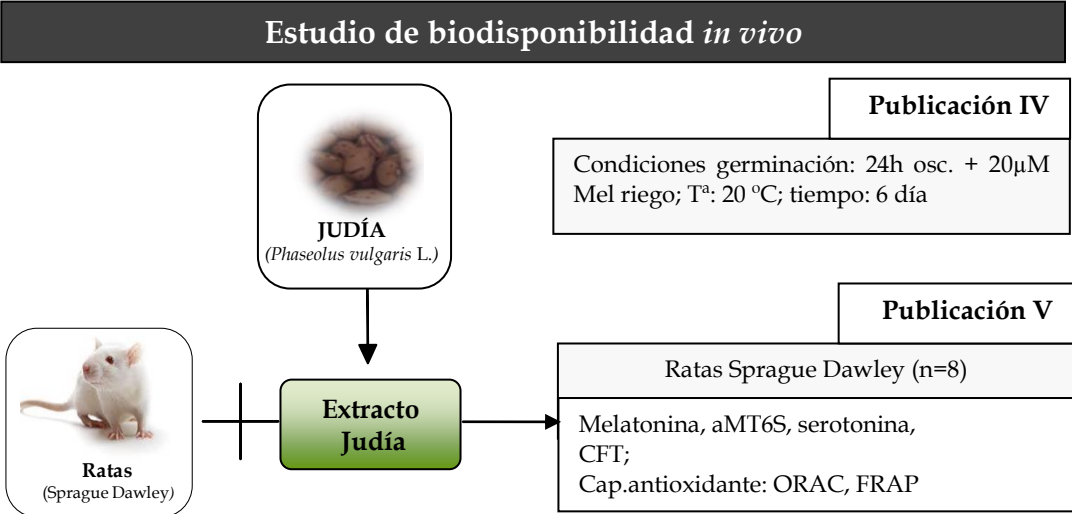 Estudio de biodisponibilidad in vivo
Publicación IV
Condiciones germinación: 24h osc. + 20µM
Mel riego; Tª: 20 ºC; tiempo: 6 día
JUDÍA
(Phaseolus vulgaris L.)
Publicación V
Ratas Sprague Dawley (n=8)
Melatonina, aMT6S, serotonina,
CFT;
Cap.antioxidante: ORAC, FRAP
Extracto
Judía
Ratas
(Sprague Dawley)